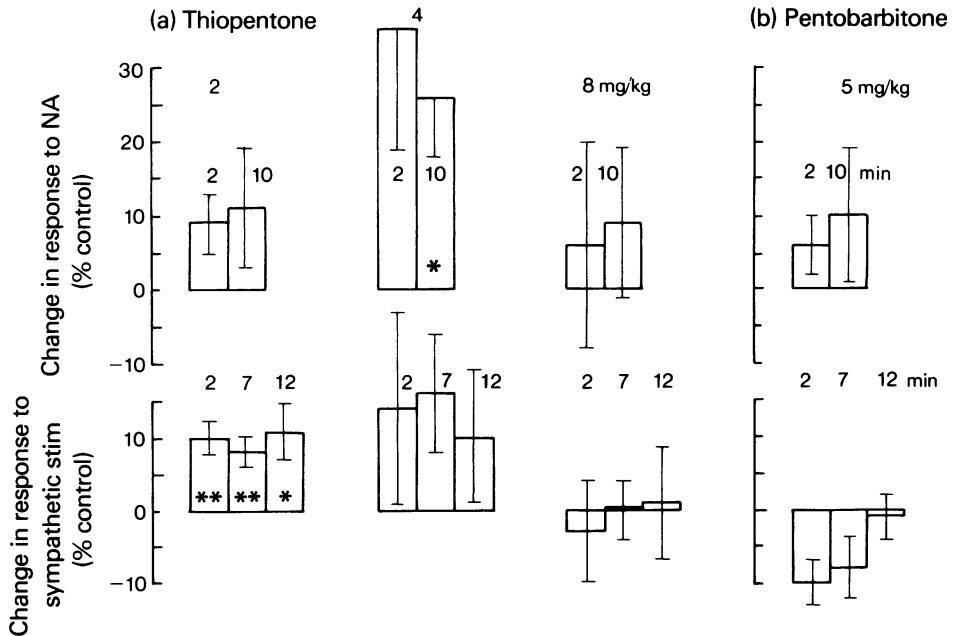 (a) Thiopentone
4
(b) Pentobarbitone
Change in response to NA
(% control)
30
20
10
0
−10
2
2 10
2 10
*
8 mg/kg
2 10
5 mg/kg
2 10 min
Change in response to
sympathetic stim
(% control)
10
0
−10
2 7 12
** ** *
2 7 12
2 7 12
2 7 12 min